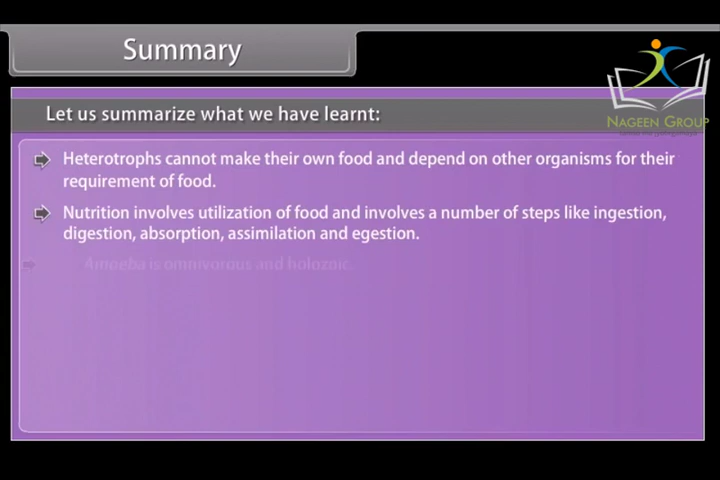 Summary
NAGEEN GROUP
Let us summarize what we have learnt:
Heterotrophs cannot make their own food and depend on other organisms for their
requirement of food.
Nutrition involves utilization of food and involves a number of steps like ingestion,
digestion, absorption, assimilation and egestion.
Amoeba is omnivorous and holozoic.